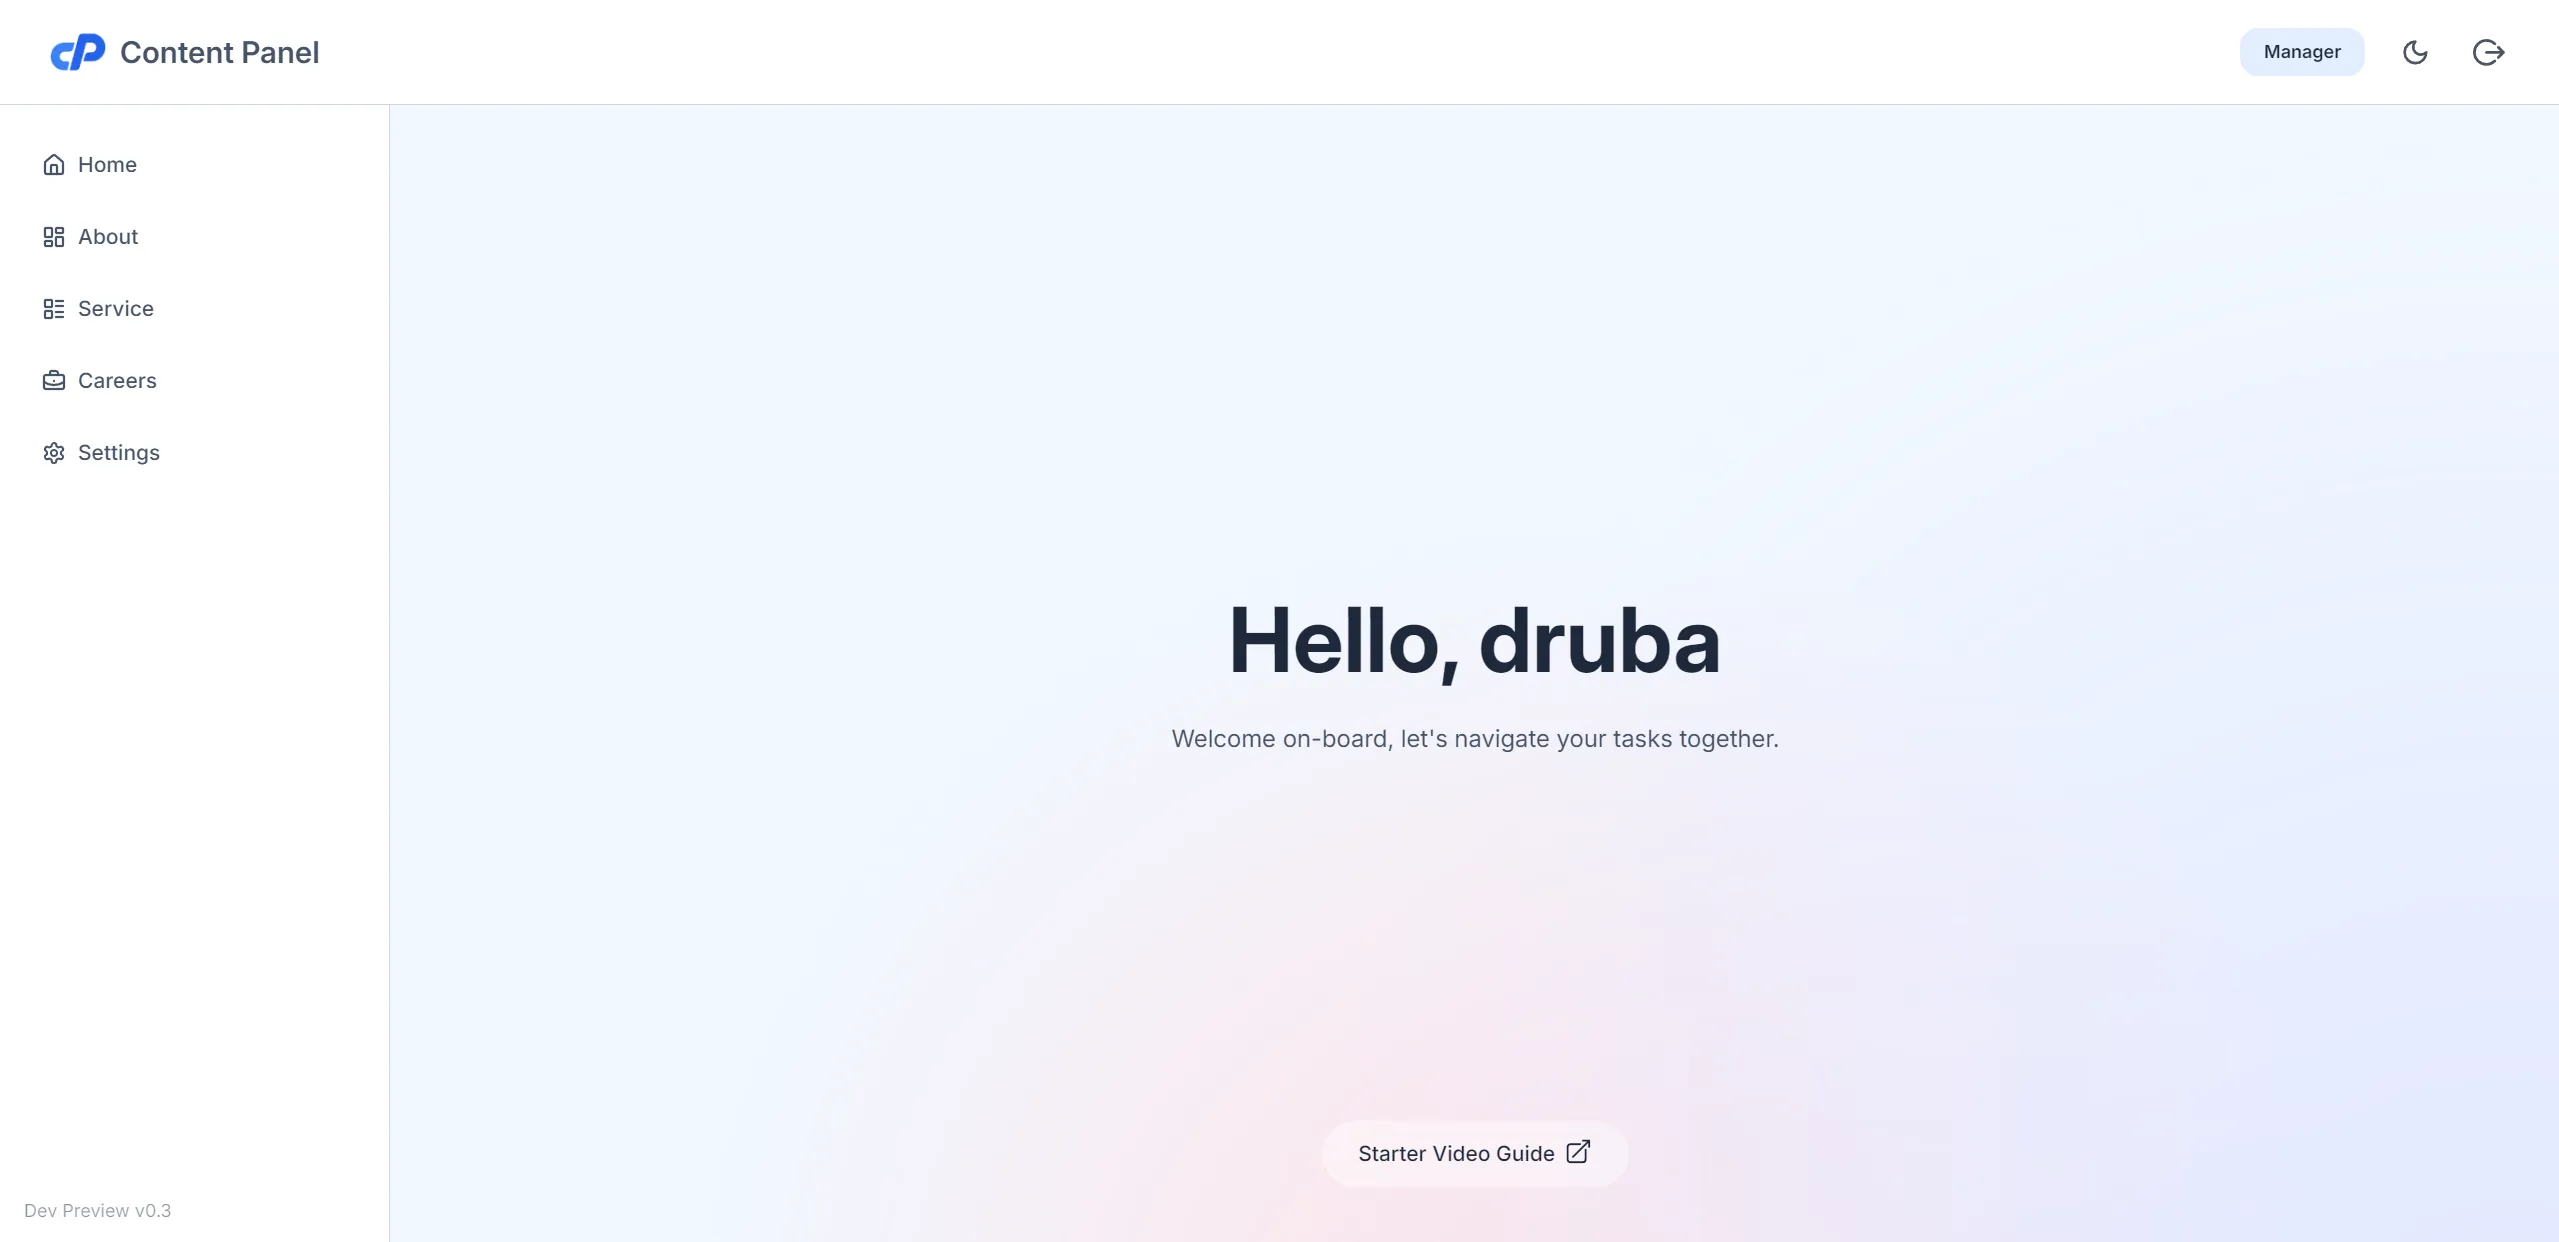 Content Panel
Manager
Home
About
Service
Careers
Settings
Hello, druba
Welcome on-board, let's navigate your tasks together.
Starter Video Guide
Dev Preview v0.3